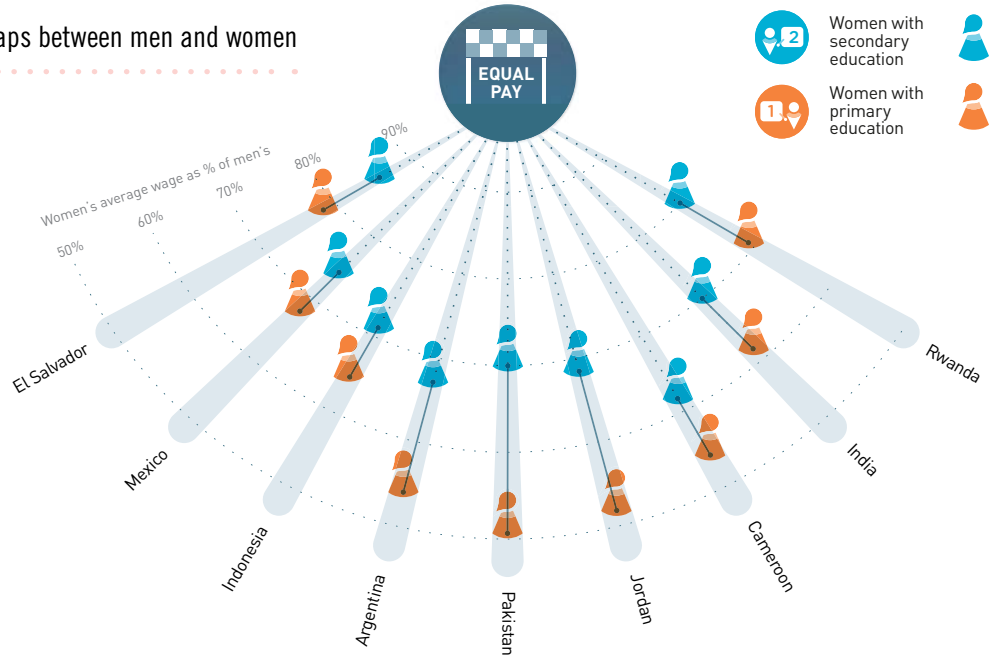 aps between men and women
EQUAL
PAY
2
Women with
secondary
education
1
Women with
primary
education
Women's average wage as % of men's
50%
60%
70%
80%
90%
El Salvador
Mexico
Indonesia
Argentina
Pakistan
Jordan
Cameroon
India
Rwanda